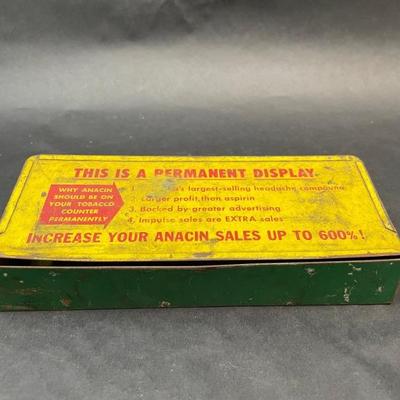 THIS IS A PERMANENT DISPLAY.
WHY ANACIN
SHOULD BE ON
YOUR TOBACCO
COUNTER
PERMANENTLY
1. largest-selling headache compound
2. Larger profit than aspirin
3. Backed by greater advertising
4. Impulse sales are EXTRA sales
INCREASE YOUR ANACIN SALES UP TO 600%!